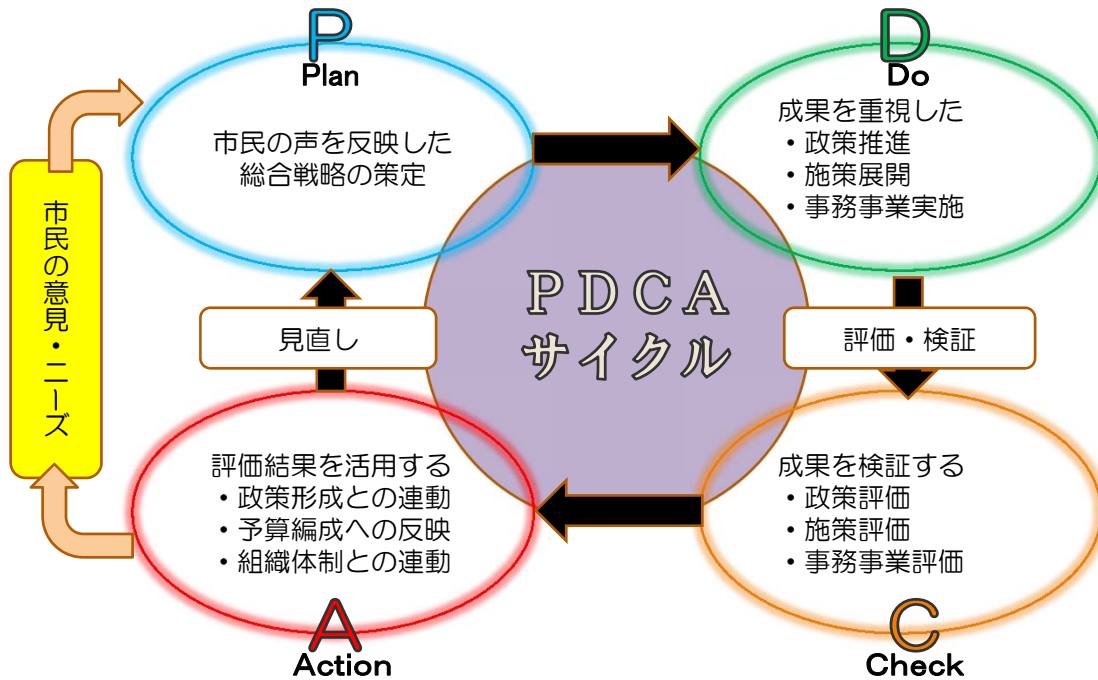 P
Plan
市民の声を反映した
総合戦略の策定
D
Do
成果を重視した
・政策推進
・施策展開
・事務事業実施
市民の意見・ニーズ
PDCA
サイクル
見直し
評価・検証
評価結果を活用する
・政策形成との連動
・予算編成への反映
・組織体制との連動
A
Action
成果を検証する
・政策評価
・施策評価
・事務事業評価
C
Check